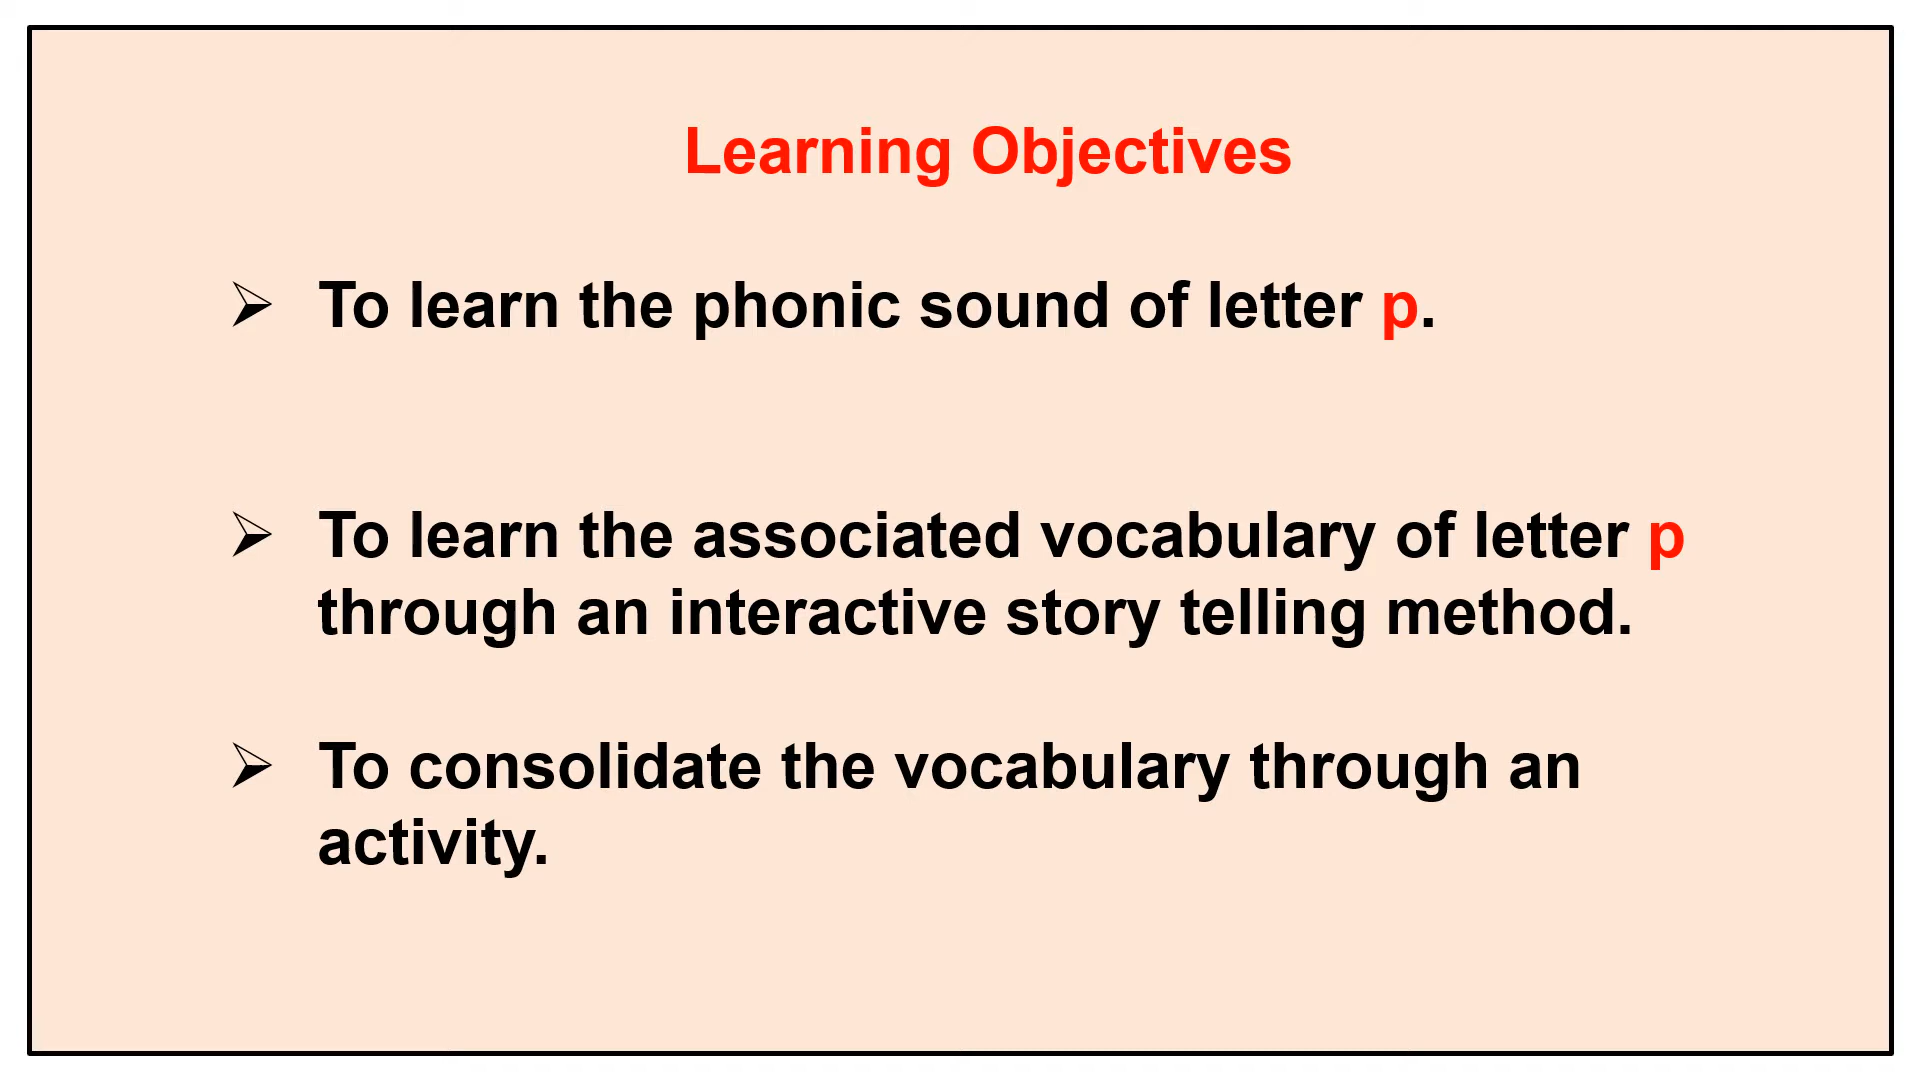 Learning Objectives
➢ To learn the phonic sound of letter p.
➢ To learn the associated vocabulary of letter p
through an interactive story telling method.
➢ To consolidate the vocabulary through an
activity.